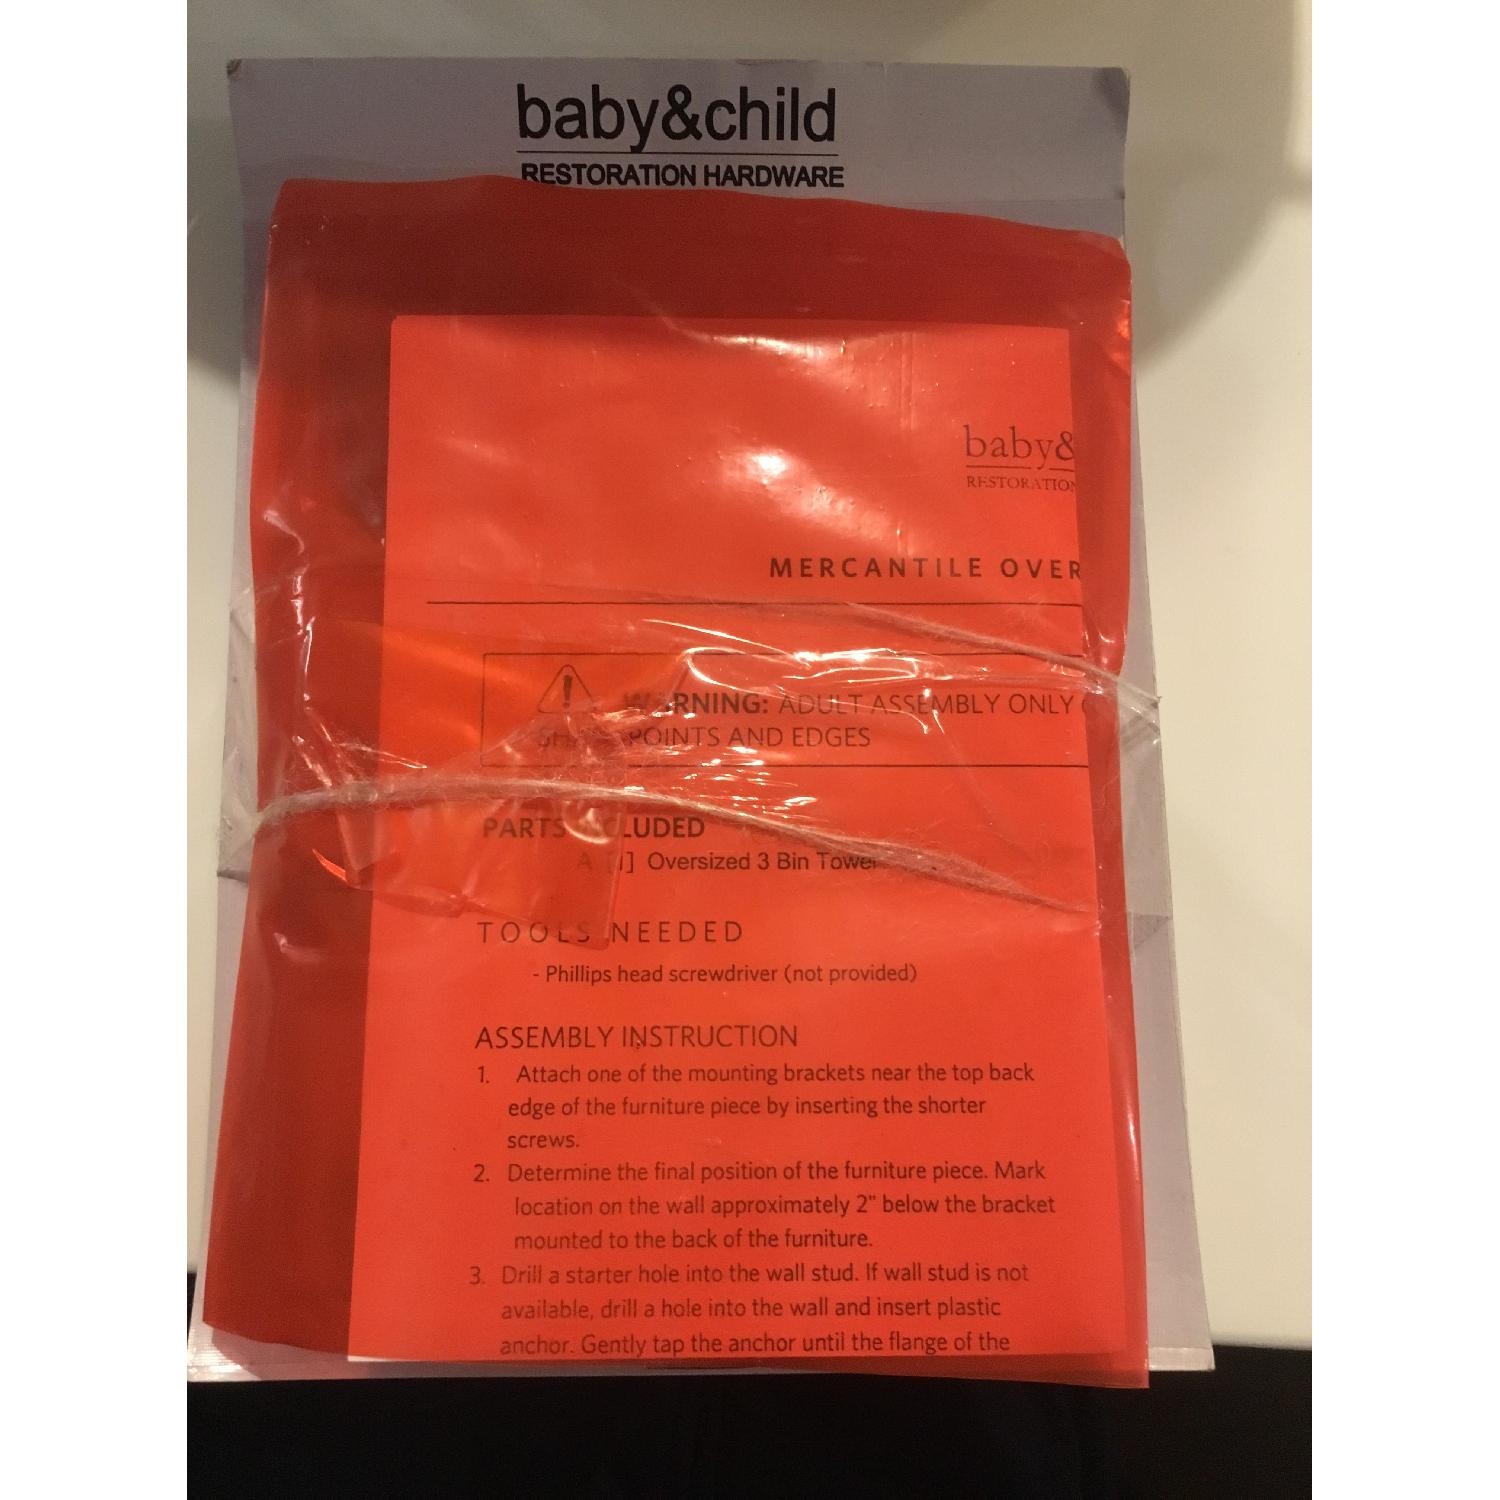 baby&child
RESTORATION HARDWARE
baby&
RESTORATION
MERCANTILE OVER
WARNING: ADULT ASSEMBLY ONLY
POINTS AND EDGES
PARTS INCLUDED
A [1] Oversized 3 Bin Tower
TOOLS NEEDED
- Phillips head screwdriver (not provided)
ASSEMBLY INSTRUCTION
1. Attach one of the mounting brackets near the top back
edge of the furniture piece by inserting the shorter
screws.
2. Determine the final position of the furniture piece. Mark
location on the wall approximately 2" below the bracket
mounted to the back of the furniture.
3. Drill a starter hole into the wall stud. If wall stud is not
available, drill a hole into the wall and insert plastic
anchor. Gently tap the anchor until the flange of the